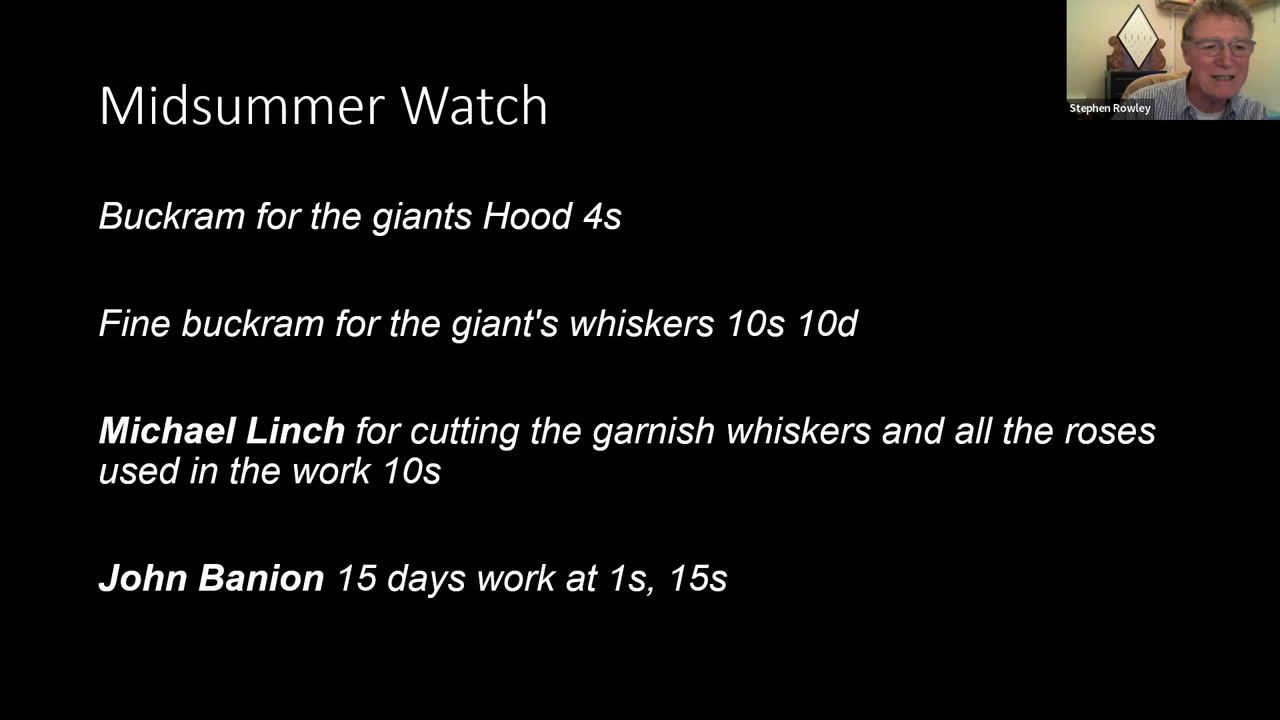 Midsummer Watch
Stephen Rowley
Buckram for the giants Hood 4s
Fine buckram for the giant's whiskers 10s 10d
Michael Linch for cutting the garnish whiskers and all the roses
used in the work 10s
John Banion 15 days work at 1s, 15s